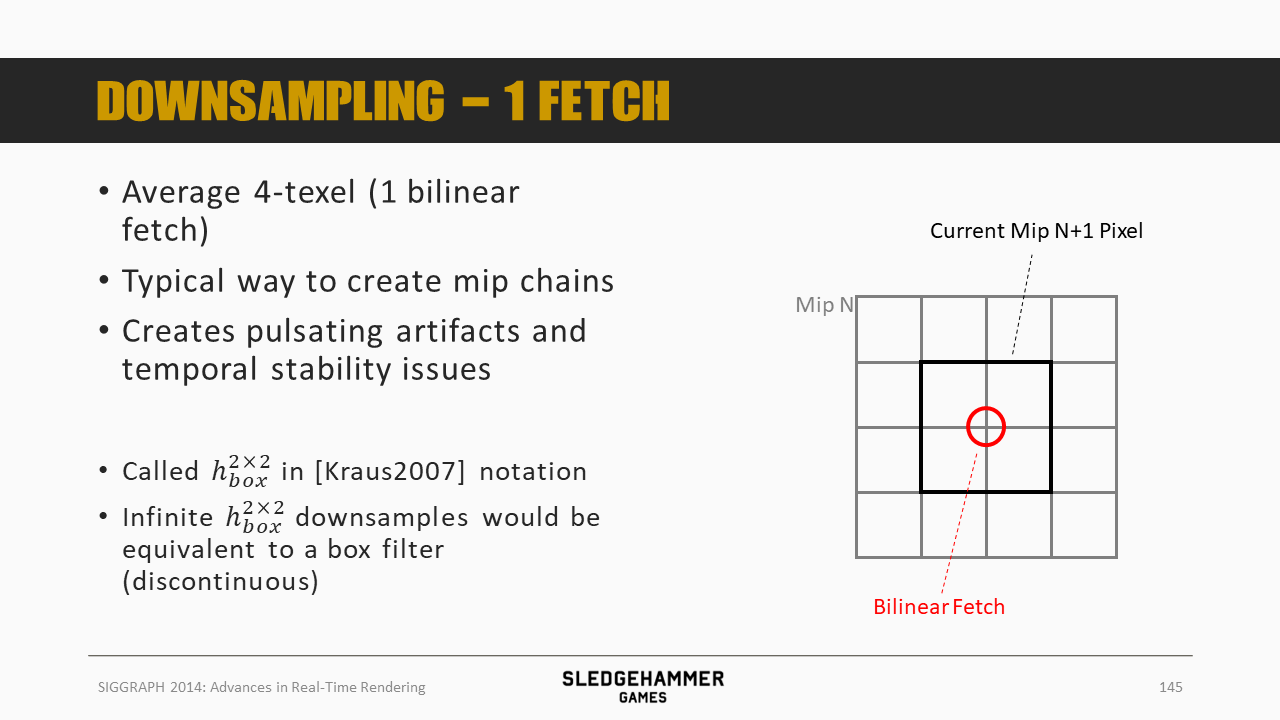 DOWNSAMPLING – 1 FETCH
• Average 4-texel (1 bilinear
fetch)
• Typical way to create mip chains
• Creates pulsating artifacts and
temporal stability issues
• Called h_{box}^{2×2} in [Kraus2007] notation
• Infinite h_{box}^{2×2} downsamples would be
equivalent to a box filter
(discontinuous)
Current Mip N+1 Pixel
Mip N
Bilinear Fetch
SIGGRAPH 2014: Advances in Real-Time Rendering
SLEDGEHAMMER
GAMES
145